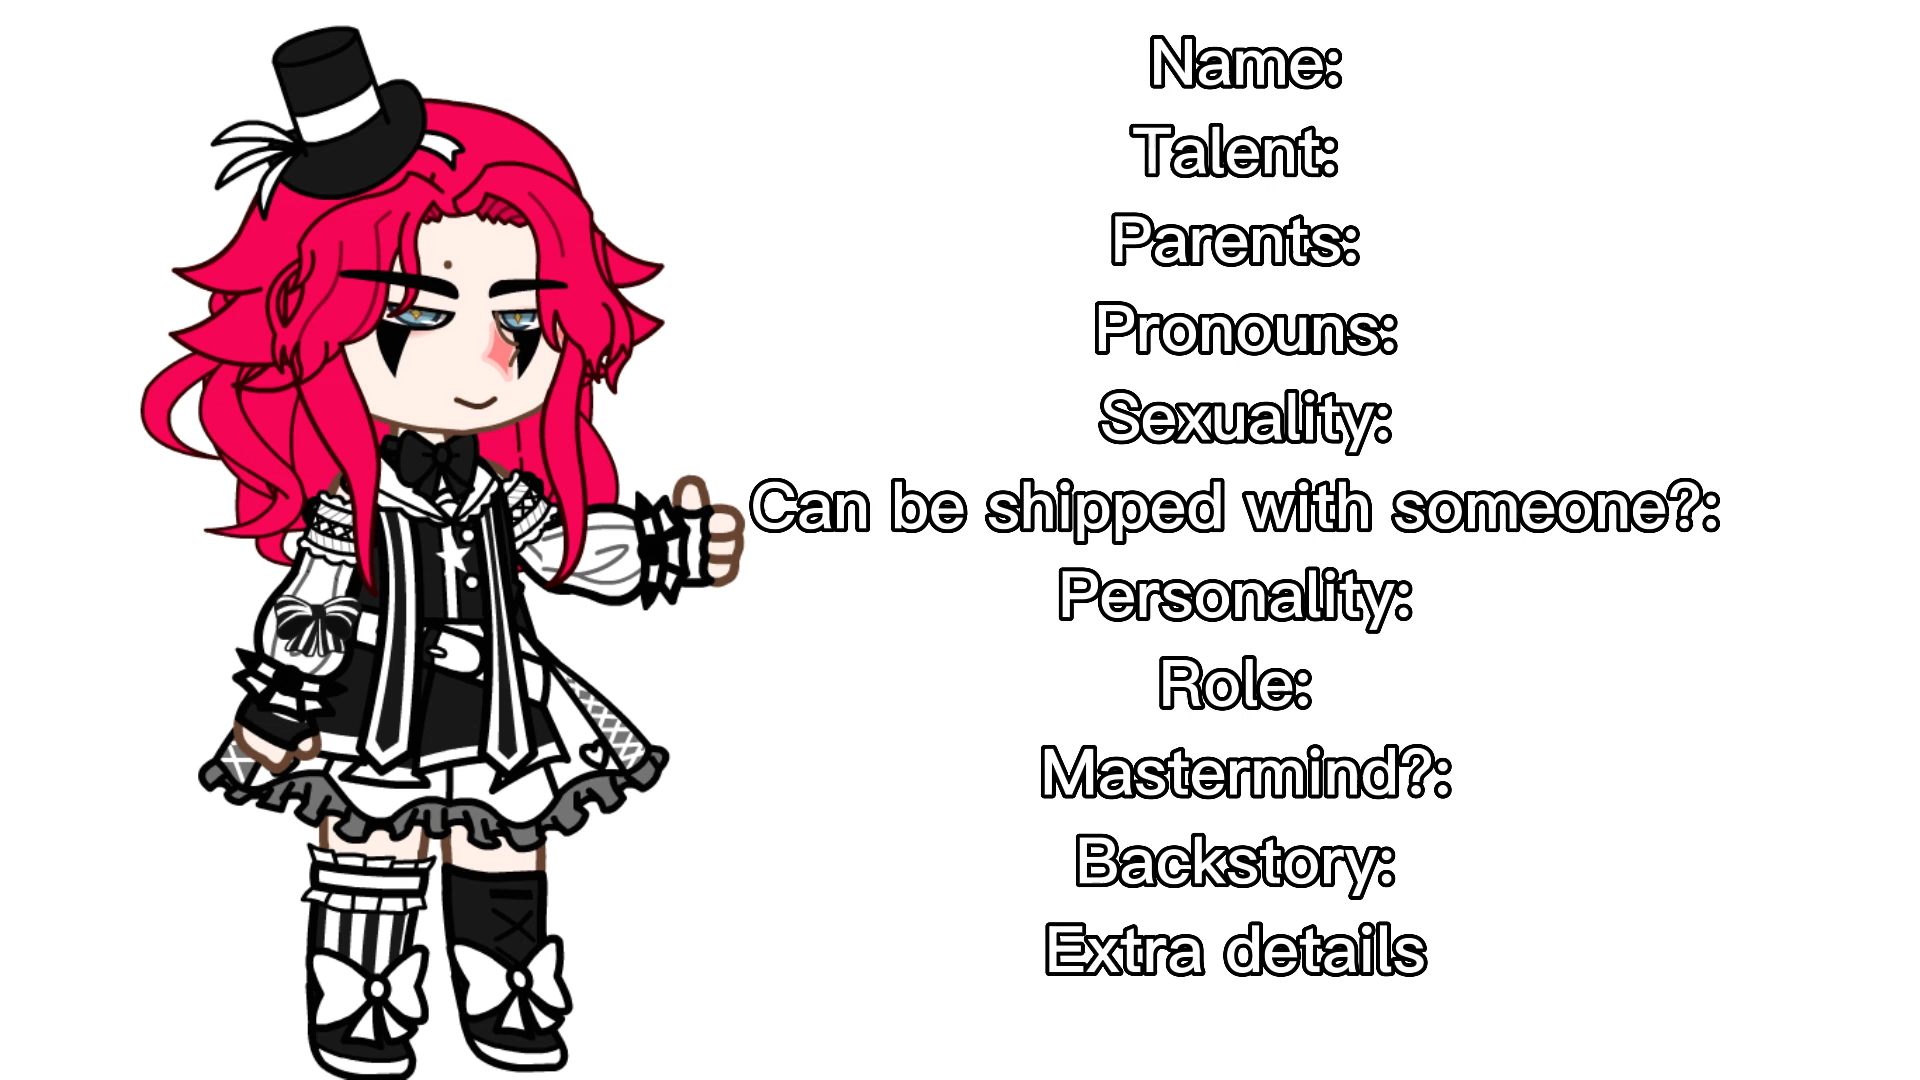 Name:
Talent:
Parents:
Pronouns:
Sexuality:
Can be shipped with someone?:
Personality:
Role:
Mastermind?:
Backstory:
Extra details